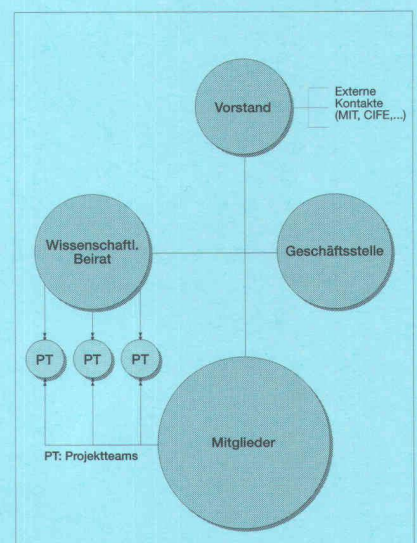 Vorstand
Externe
Kontakte
(MIT, CIFE,...)
Wissenschaftl.
Beirat
Geschäftsstelle
PT PT PT
Mitglieder
PT: Projektteams